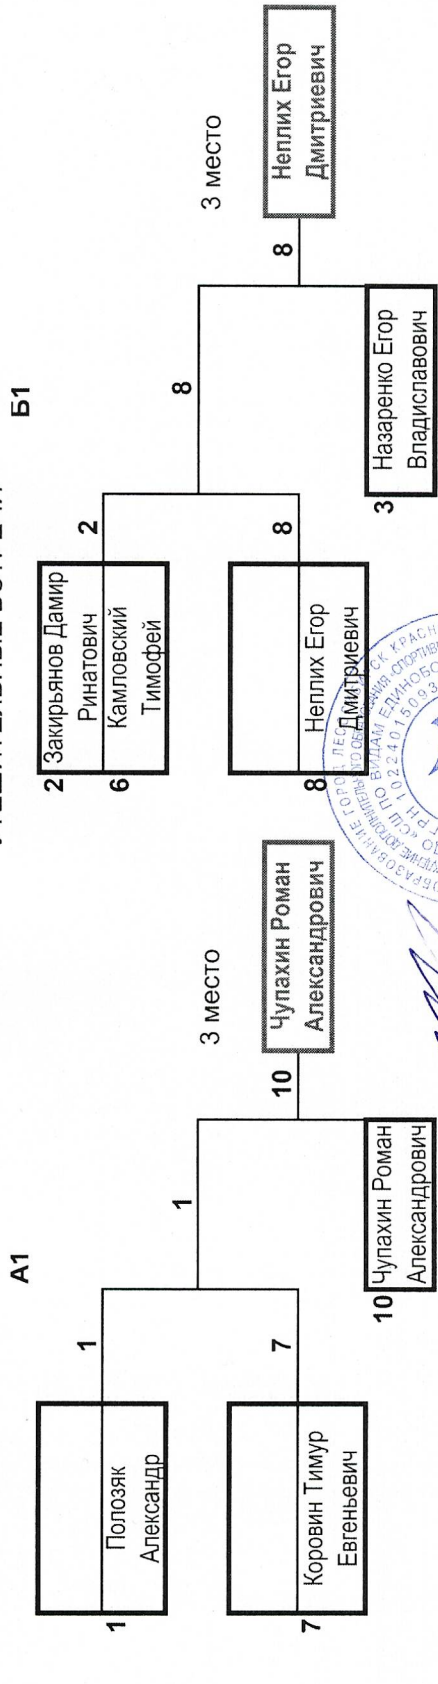 А1
1
Полозяк
Александр
7
Коровин Тимур
Евгеньевич
1
7
1
10
Чупахин Роман
Александрович
10
3 место
Чупахин Роман
Александрович
Б1
2
Закирьянов Дамир
Ринатович
6
Камловский
Тимофей
8
Неплих Егор
Дмитриевич
2
8
8
3
Назаренко Егор
Владиславович
8
3 место
Неплих Егор
Дмитриевич